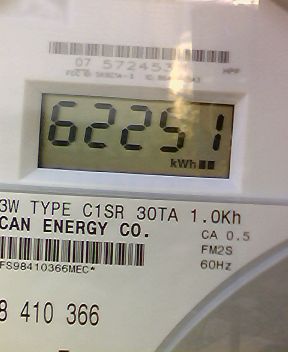 07 572453
62251
kWh
3W TYPE C1SR 30TA 1.0Kh
CAN ENERGY CO.
CA 0.5
FM2S
60Hz
FS98410366MEC*
8 410 366